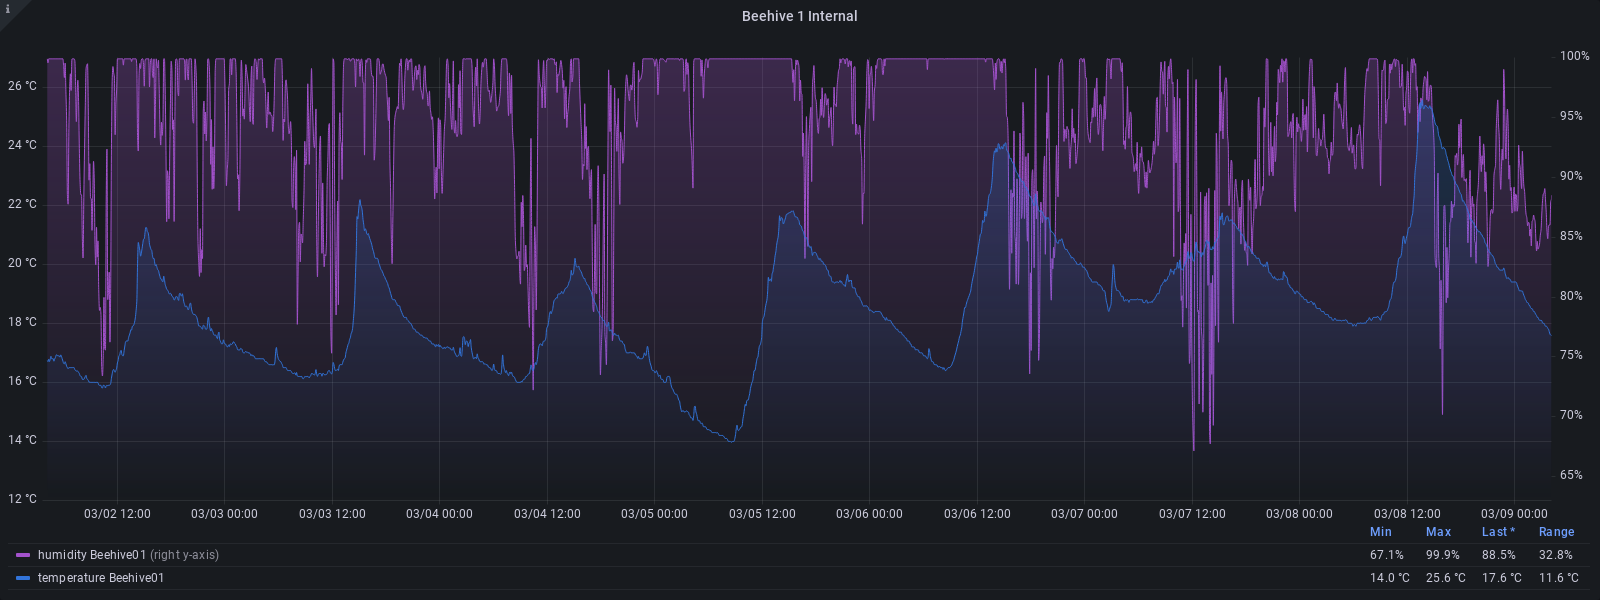 i
Beehive 1 Internal
26 °C
24 °C
22 °C
20 °C
18 °C
16 °C
14 °C
12 °C
100%
95%
90%
85%
80%
75%
70%
65%
03/02 12:00 03/03 00:00 03/03 12:00 03/04 00:00 03/04 12:00 03/05 00:00 03/05 12:00 03/06 00:00 03/06 12:00 03/07 00:00 03/07 12:00 03/08 00:00 03/08 12:00 03/09 00:00
Min Max Last * Range
humidity Beehive01 (right y-axis) 67.1% 99.9% 88.5% 32.8%
temperature Beehive01 14.0 °C 25.6 °C 17.6 °C 11.6 °C